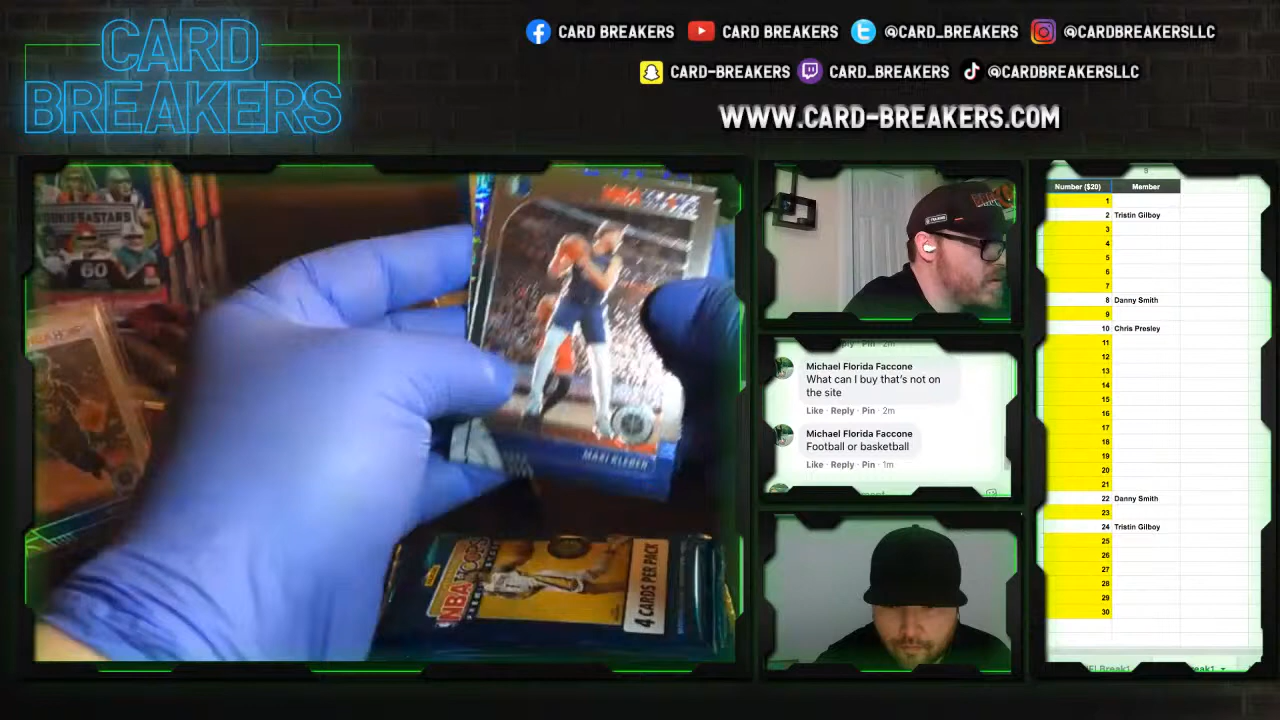 CARD
BREAKERS
CARD BREAKERS
CARD BREAKERS
@CARD_BREAKERS
@CARDBREAKERSLLC
CARD-BREAKERS
CARD_BREAKERS
@CARDBREAKERSLLC
WWW.CARD-BREAKERS.COM
60
MAXI KLEBER
NBA HOOPS
4 CARDS PER PACK
Michael Florida Faccone
What can I buy that's not on
the site
Like · Reply · Pin · 2m
Michael Florida Faccone
Football or basketball
Like · Reply · Pin · 1m
Number ($20) Member
1
2 Tristin Gilboy
3
4
5
6
7
8 Danny Smith
9
10 Chris Presley
11
12
13
14
15
16
17
18
19
20
21
22 Danny Smith
23
24 Tristin Gilboy
25
26
27
28
29
30